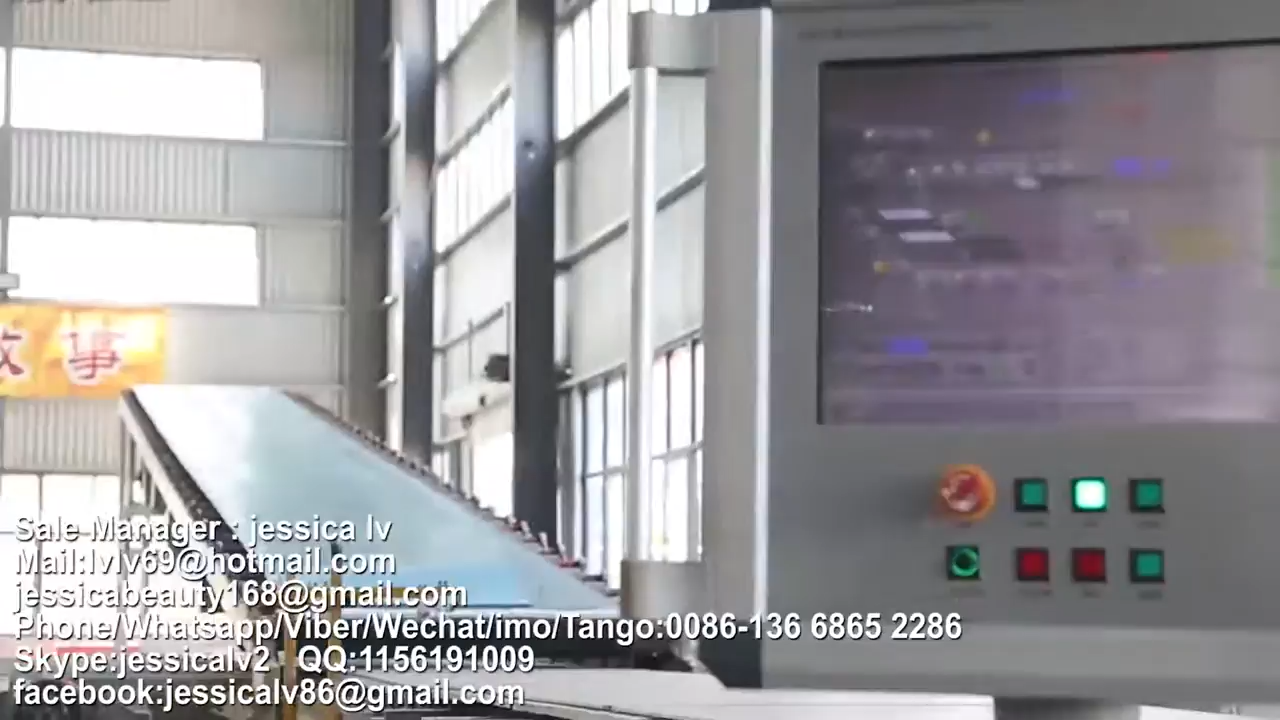 事
Sale Manager : jessica lv
Mail:lvlv69@hotmail.com
jessicabeauty168@gmail.com
Phone/Whatsapp/Viber/Wechat/imo/Tango:0086-136 6865 2286
Skype:jessicalv2 QQ:1156191009
facebook:jessicalv86@gmail.com